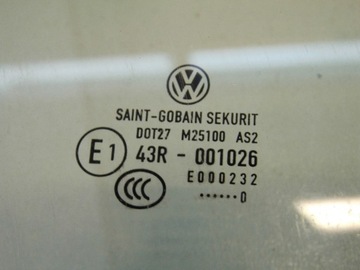 SAINT-GOBAIN SEKURIT
DOT27 M25100 AS2
E1 43R - 001026
E000232
······0